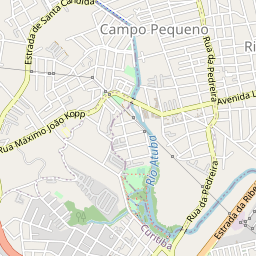 Estrada de Santa Cândida
Campo Pequeno
Rua da Pedreira
Ri
Avenida L
Rua Máximo João Kopp
Rio Atuba
Rua da Pedreira
Estrada da Ribe
Curitiba